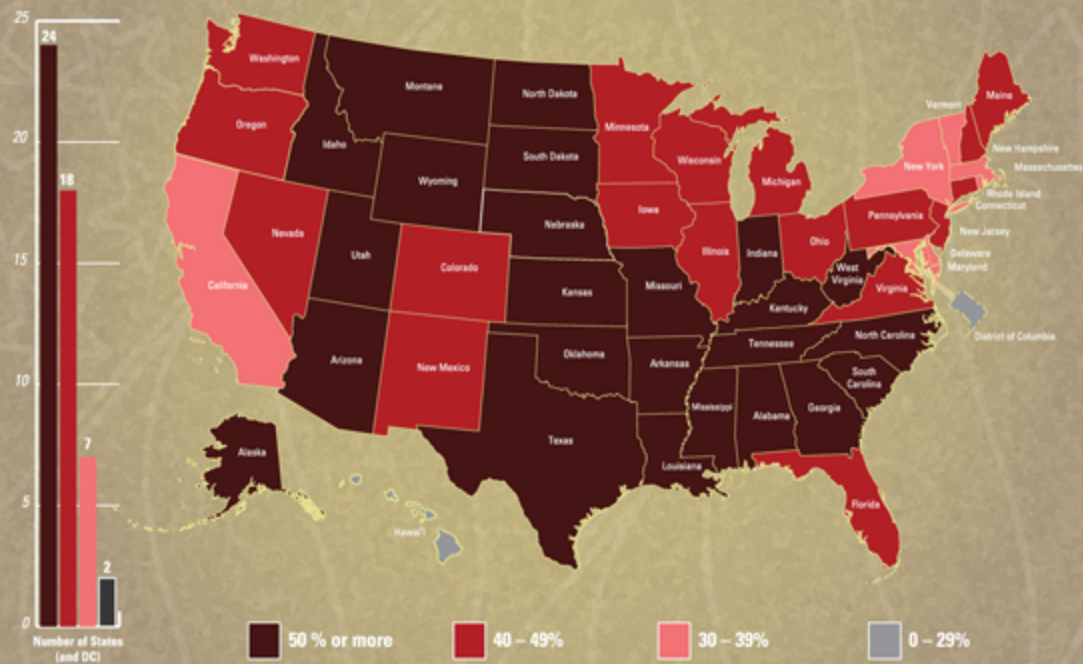 25
24
20
18
15
10
7
5
2
0
Number of States
(and DC)
Washington
Oregon
California
Nevada
Idaho
Montana
Wyoming
Utah
Arizona
Colorado
New Mexico
North Dakota
South Dakota
Nebraska
Kansas
Oklahoma
Texas
Minnesota
Iowa
Missouri
Arkansas
Louisiana
Wisconsin
Illinois
Michigan
Indiana
Ohio
Kentucky
Tennessee
Mississippi
Alabama
Georgia
Florida
South
Carolina
North Carolina
Virginia
West
Virginia
Pennsylvania
New York
Vermont
Maine
New Hampshire
Massachusetts
Rhode Island
Connecticut
New Jersey
Delaware
Maryland
District of Columbia
Alaska
Hawai'i
50 % or more
40 – 49%
30 – 39%
0 – 29%